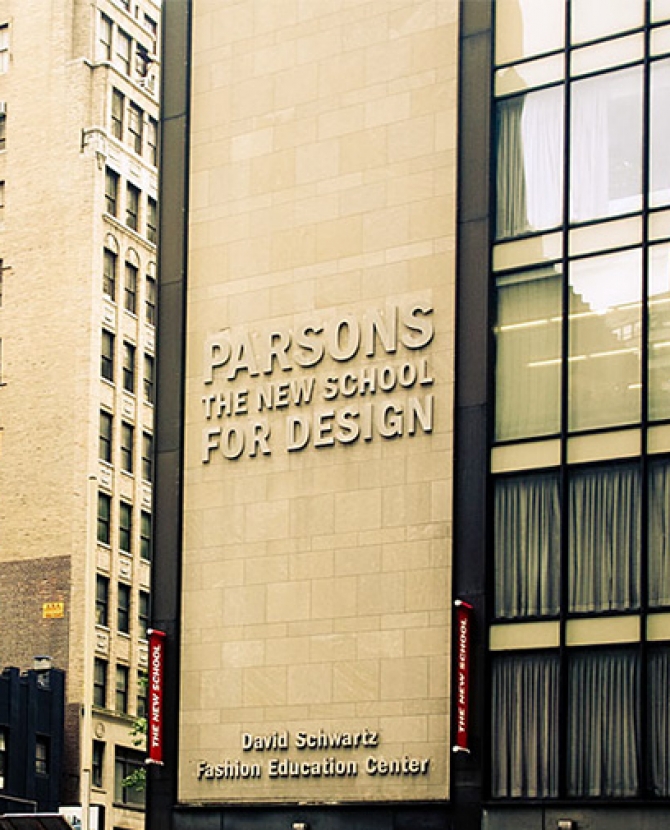 PARSONS
THE NEW SCHOOL
FOR DESIGN
THE NEW SCHOOL
THE NEW SCHOOL
David Schwartz
Fashion Education Center